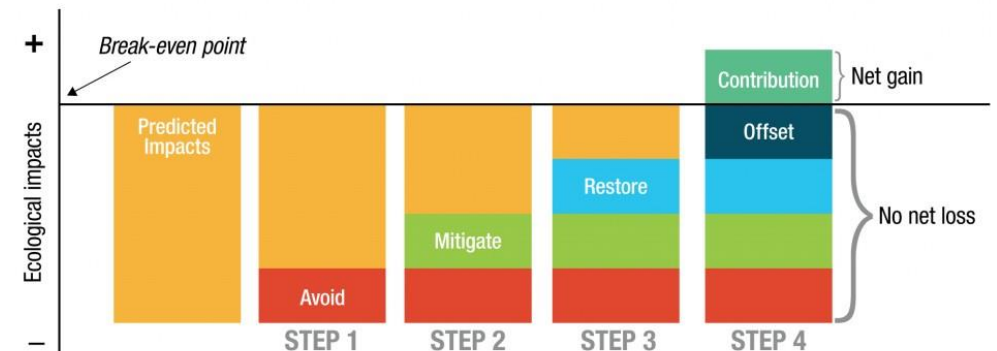 +
Break-even point
Contribution
Net gain
Predicted
Impacts
Offset
Restore
No net loss
Mitigate
Avoid
Ecological impacts
–
STEP 1
STEP 2
STEP 3
STEP 4